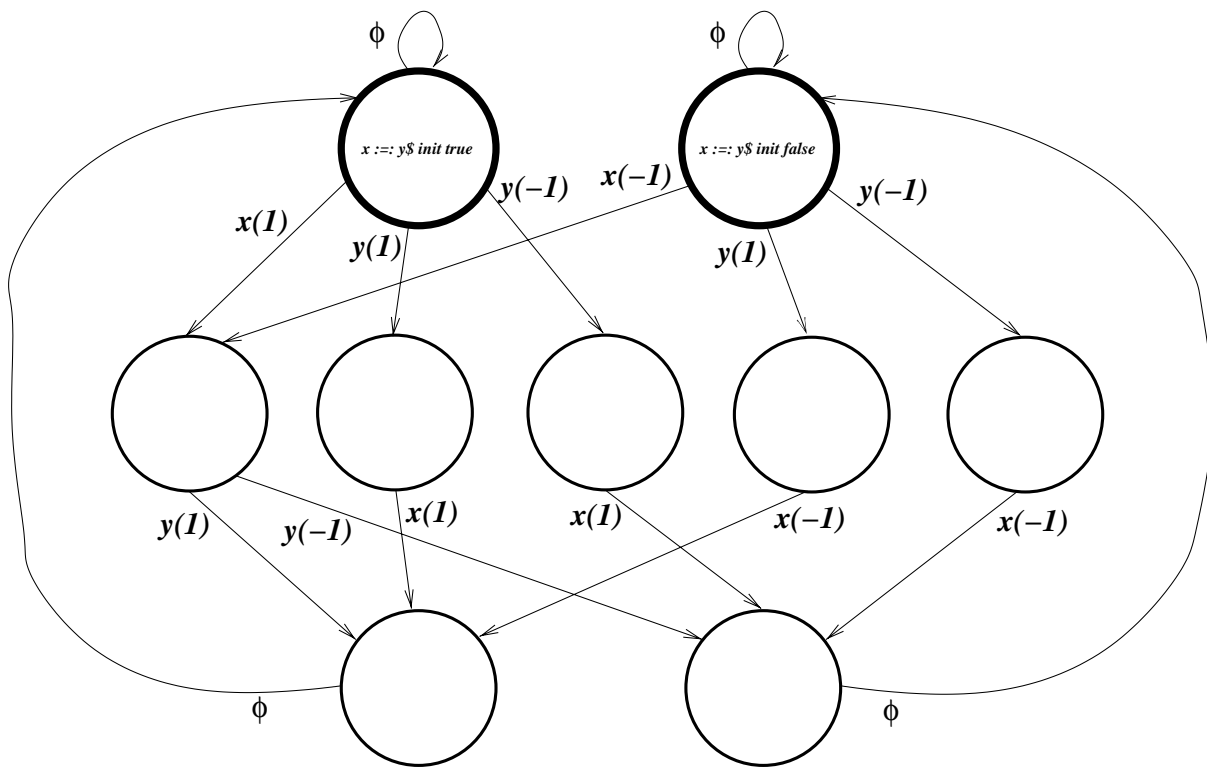 ϕ
ϕ
x :=: y$ init true
x :=: y$ init false
x(1)
y(1)
y(−1)
x(−1)
y(1)
y(−1)
y(1)
y(−1)
x(1)
x(1)
x(−1)
x(−1)
ϕ
ϕ